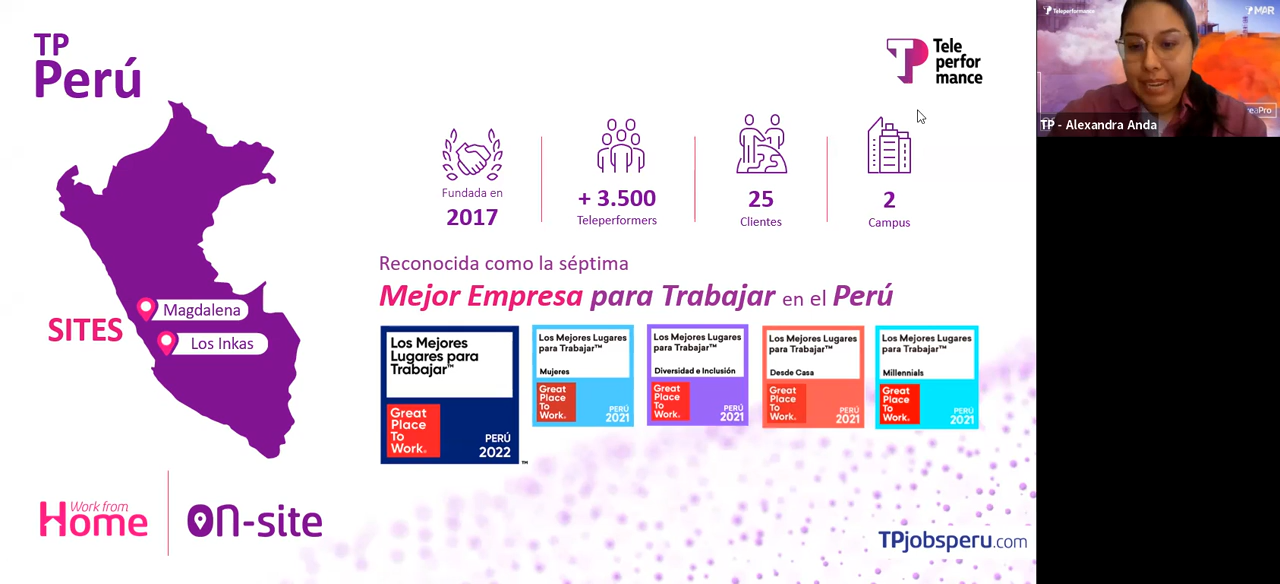 TP
Perú
Tele
perfor
mance
Fundada en
2017
+ 3.500
Teleperformers
25
Clientes
2
Campus
Reconocida como la séptima
Mejor Empresa para Trabajar en el Perú
SITES
Magdalena
Los Inkas
Los Mejores
Lugares para
Trabajar™
Great
Place
To
Work®
PERÚ
2022
™
Los Mejores Lugares
para Trabajar™
Mujeres
Great
Place
To
Work®
PERÚ
2021
Los Mejores Lugares
para Trabajar™
Diversidad e Inclusión
Great
Place
To
Work®
PERÚ
2021
Los Mejores Lugares
para Trabajar™
Desde Casa
Great
Place
To
Work®
PERÚ
2021
Los Mejores Lugares
para Trabajar™
Millennials
Great
Place
To
Work®
PERÚ
2021
Work from
Home
On-site
TPjobsperu.com
Teleperformance
MAR
TP - Alexandra Anda